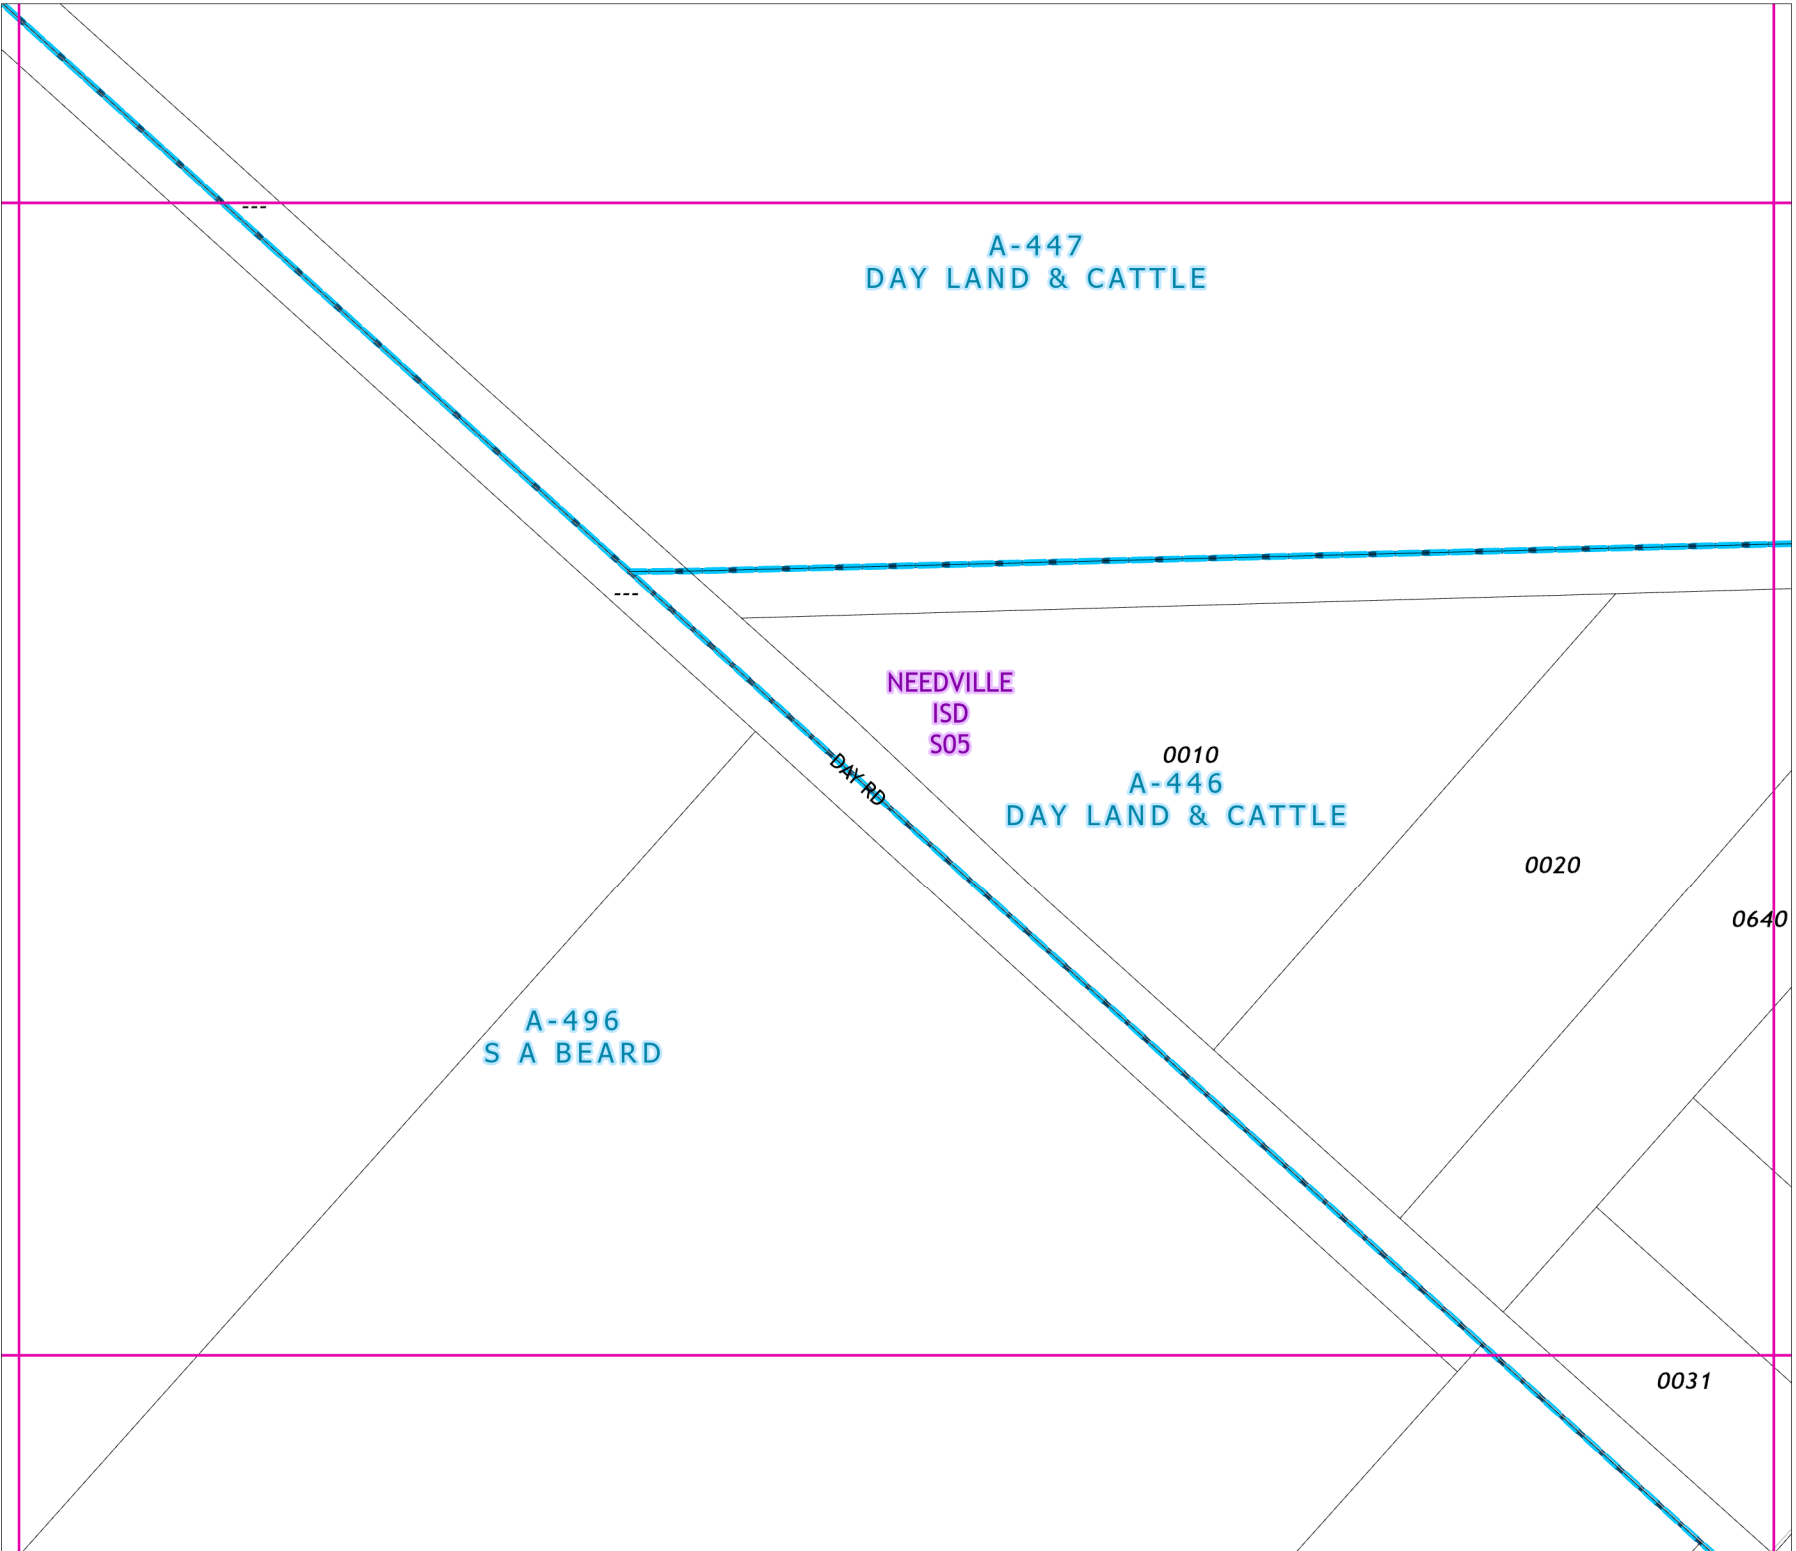 ---
A-447
DAY LAND & CATTLE
---
NEEDVILLE
ISD
S05
0010
A-446
DAY LAND & CATTLE
DAY RD
0020
0640
A-496
S A BEARD
0031